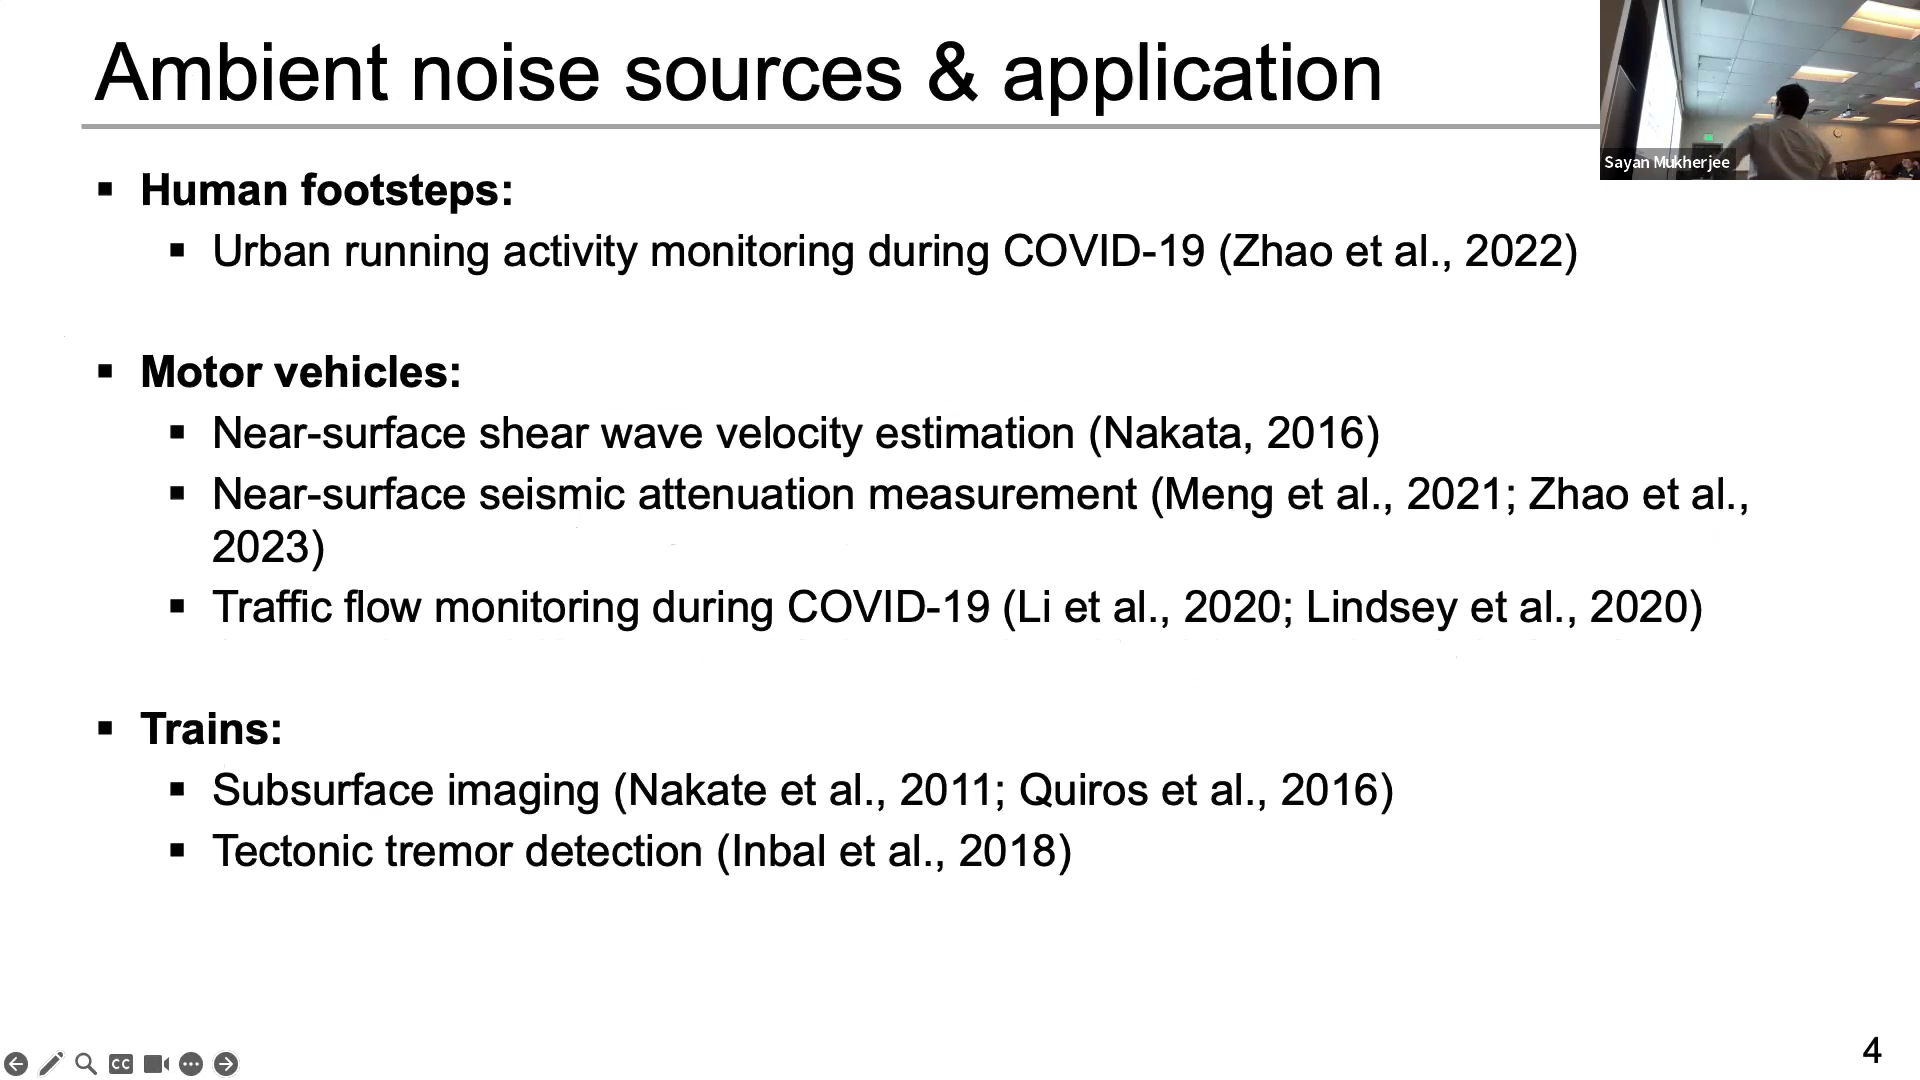 Ambient noise sources & application
Sayan Mukherjee
▪ Human footsteps:
▪ Urban running activity monitoring during COVID-19 (Zhao et al., 2022)
▪ Motor vehicles:
▪ Near-surface shear wave velocity estimation (Nakata, 2016)
▪ Near-surface seismic attenuation measurement (Meng et al., 2021; Zhao et al.,
2023)
▪ Traffic flow monitoring during COVID-19 (Li et al., 2020; Lindsey et al., 2020)
▪ Trains:
▪ Subsurface imaging (Nakate et al., 2011; Quiros et al., 2016)
▪ Tectonic tremor detection (Inbal et al., 2018)
CC
4